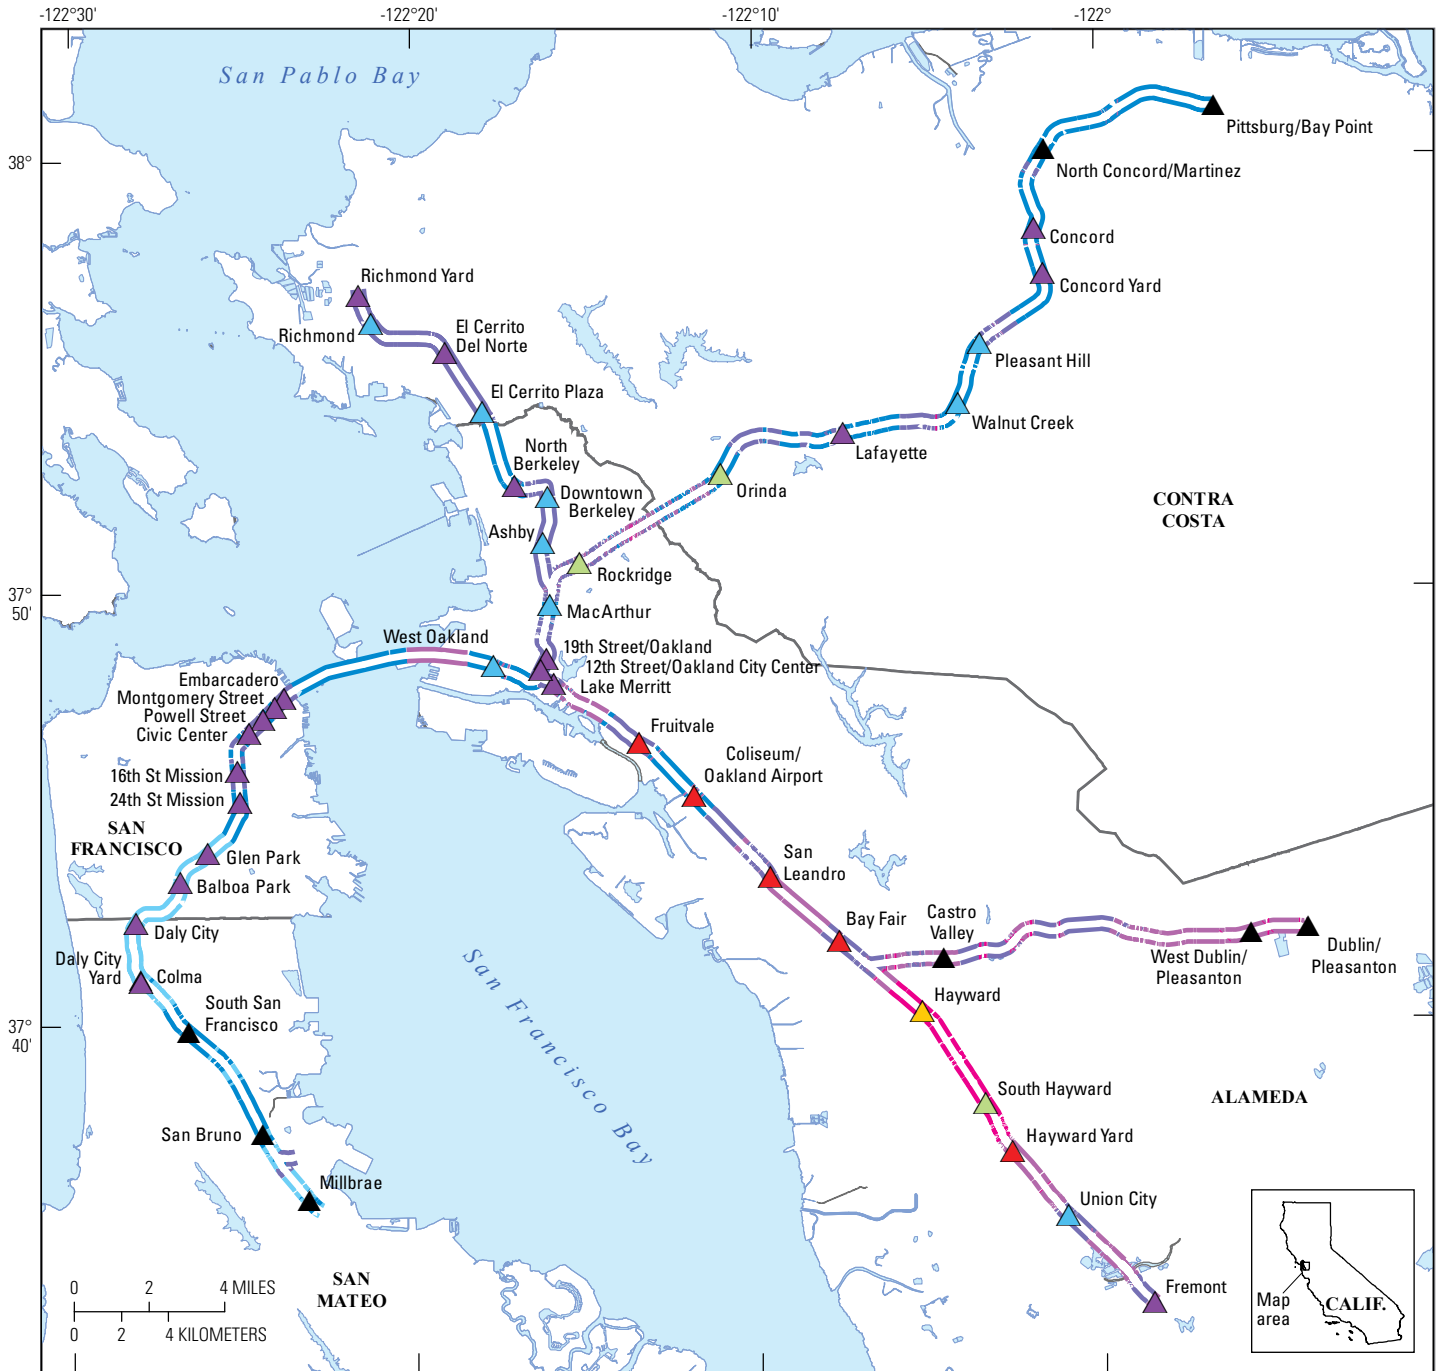 -122°30'
-122°20'
-122°10'
-122°
San Pablo Bay
38°
Pittsburg/Bay Point
North Concord/Martinez
Concord
Concord Yard
Richmond Yard
Richmond
El Cerrito
Del Norte
Pleasant Hill
El Cerrito Plaza
Walnut Creek
Lafayette
North
Berkeley
Orinda
Downtown
Berkeley
CONTRA
COSTA
Ashby
Rockridge
37°
50'
MacArthur
West Oakland
19th Street/Oakland
12th Street/Oakland City Center
Lake Merritt
Embarcadero
Montgomery Street
Powell Street
Civic Center
Fruitvale
Coliseum/
Oakland Airport
16th St Mission
24th St Mission
SAN
FRANCISCO
Glen Park
Balboa Park
San
Leandro
Bay Fair
Castro
Valley
Daly City
West Dublin/
Pleasanton
Dublin/
Pleasanton
Daly City
Yard
Colma
San Francisco Bay
Hayward
South San
Francisco
37°
40'
South Hayward
ALAMEDA
San Bruno
Hayward Yard
Millbrae
Union City
SAN
MATEO
Fremont
0 2 4 MILES
0 2 4 KILOMETERS
Map
area
CALIF.